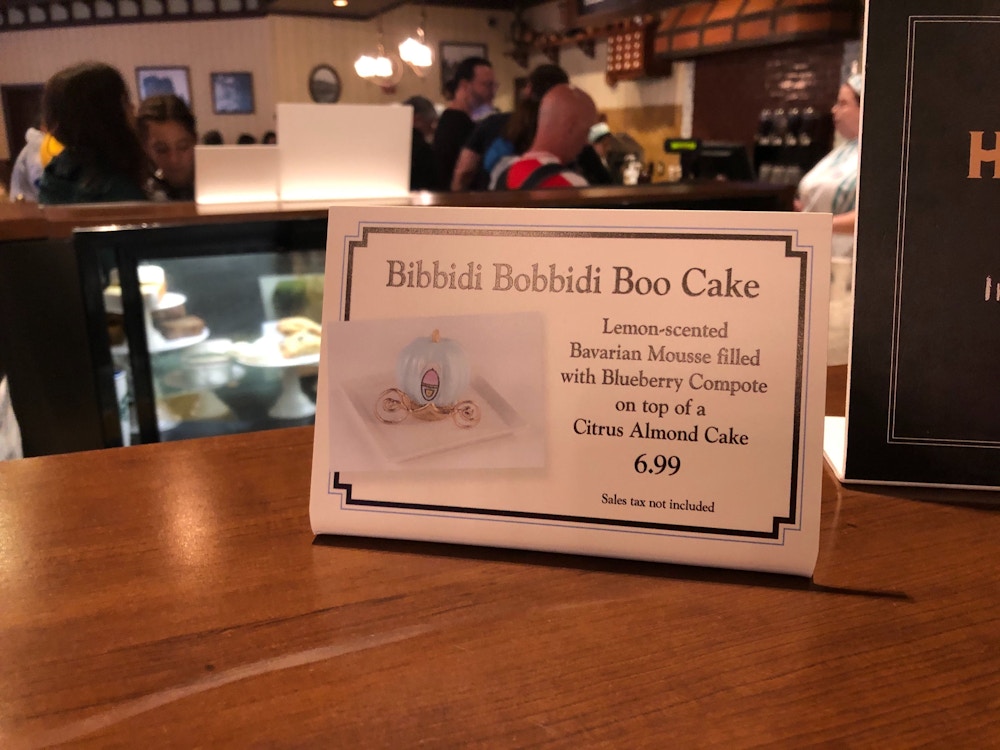 Bibbidi Bobbidi Boo Cake
Lemon-scented
Bavarian Mousse filled
with Blueberry Compote
on top of a
Citrus Almond Cake
6.99
Sales tax not included
H